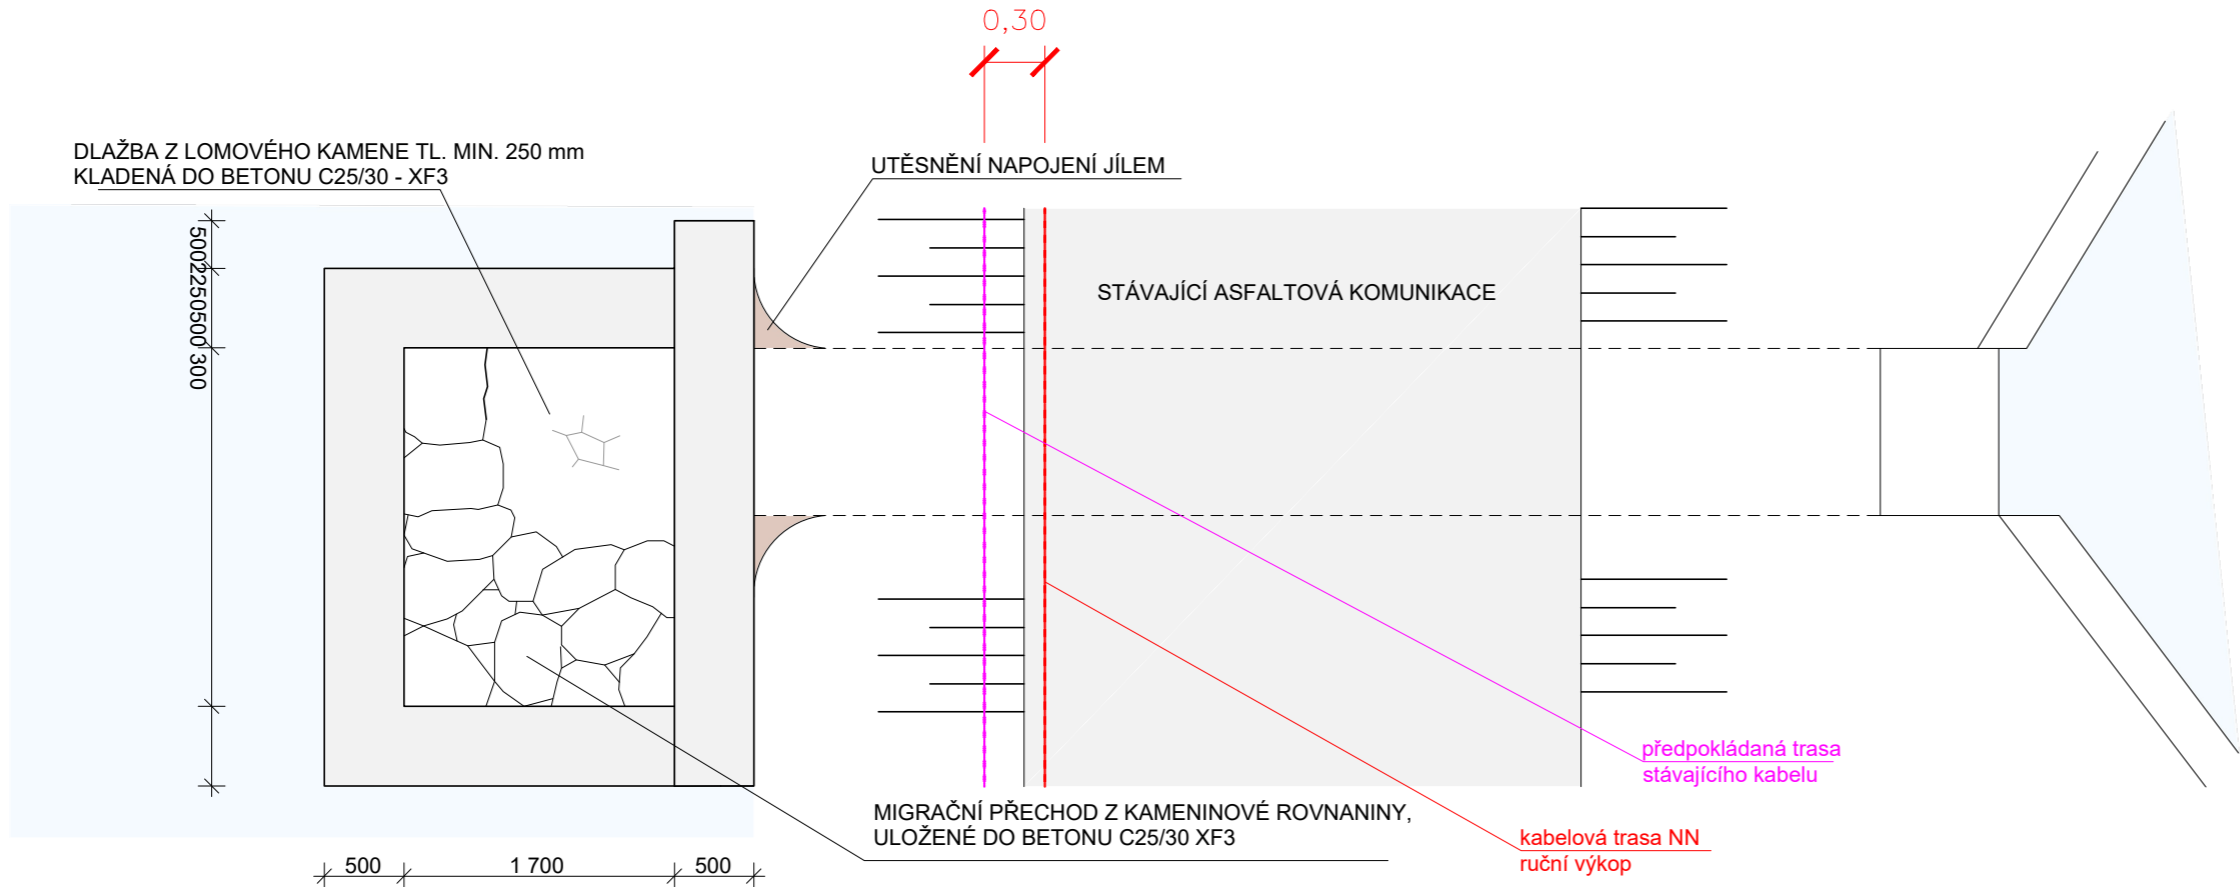 0,30
DLAŽBA Z LOMOVÉHO KAMENE TL. MIN. 250 mm
KLADENÁ DO BETONU C25/30 - XF3
UTĚSNĚNÍ NAPOJENÍ JÍLEM
500
2250
500
300
STÁVAJÍCÍ ASFALTOVÁ KOMUNIKACE
předpokládaná trasa
stávajícího kabelu
MIGRAČNÍ PŘECHOD Z KAMENINOVÉ ROVNANINY,
ULOŽENÉ DO BETONU C25/30 XF3
kabelová trasa NN
ruční výkop
500
1 700
500